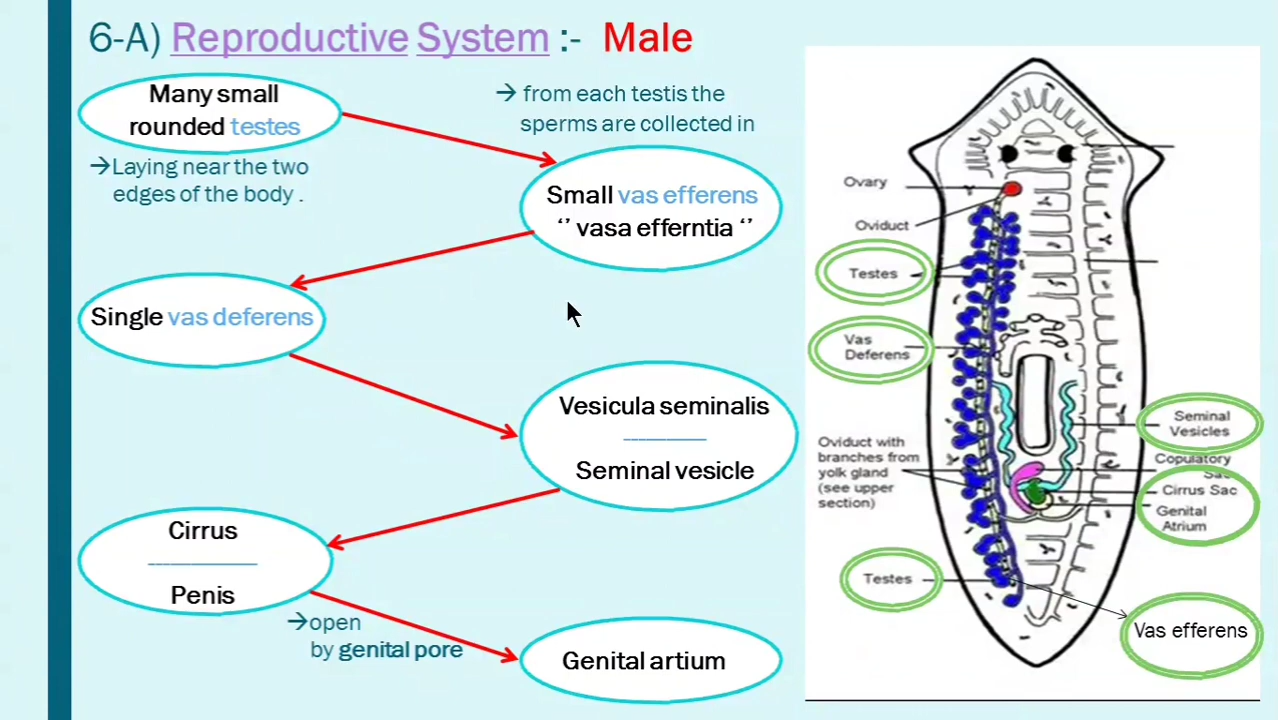 6-A) Reproductive System :- Male
Many small
rounded testes
→Laying near the two
edges of the body .
→ from each testis the
sperms are collected in
Small vas efferens
‘’ vasa efferntia ‘’
Single vas deferens
Vesicula seminalis
Seminal vesicle
Cirrus
Penis
→open
by genital pore
Genital artium
Ovary
Oviduct
Testes
Vas
Deferens
Oviduct with
branches from
yolk gland
(see upper
section)
Testes
Seminal
Vesicles
Copulatory
Sac
Cirrus Sac
Genital
Atrium
Vas efferens